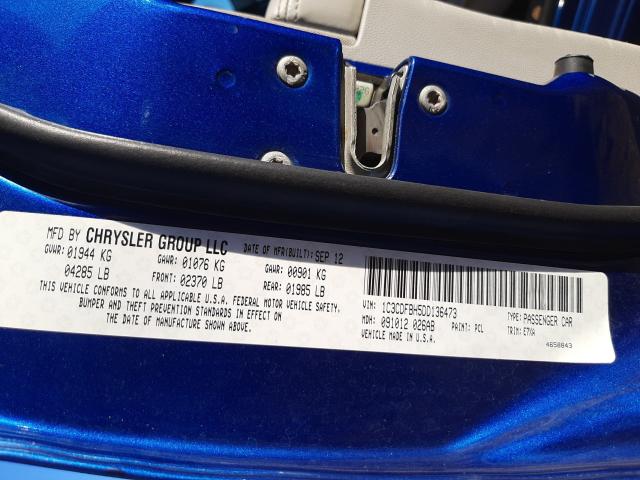 MFD BY CHRYSLER GROUP LLC DATE OF MFR(BUILT): SEP 12
GVWR: 01944 KG GAWR: 01076 KG GAWR: 00901 KG
04285 LB FRONT: 02370 LB REAR: 01985 LB
THIS VEHICLE CONFORMS TO ALL APPLICABLE U.S.A. FEDERAL MOTOR VEHICLE SAFETY,
BUMPER AND THEFT PREVENTION STANDARDS IN EFFECT ON
THE DATE OF MANUFACTURE SHOWN ABOVE.
VIN: 1C3CDFBH5DD136473 TYPE: PASSENGER CAR
MDH: 091012 026AB PAINT: PCL TRIM: E7XA
VEHICLE MADE IN U.S.A. 4658843